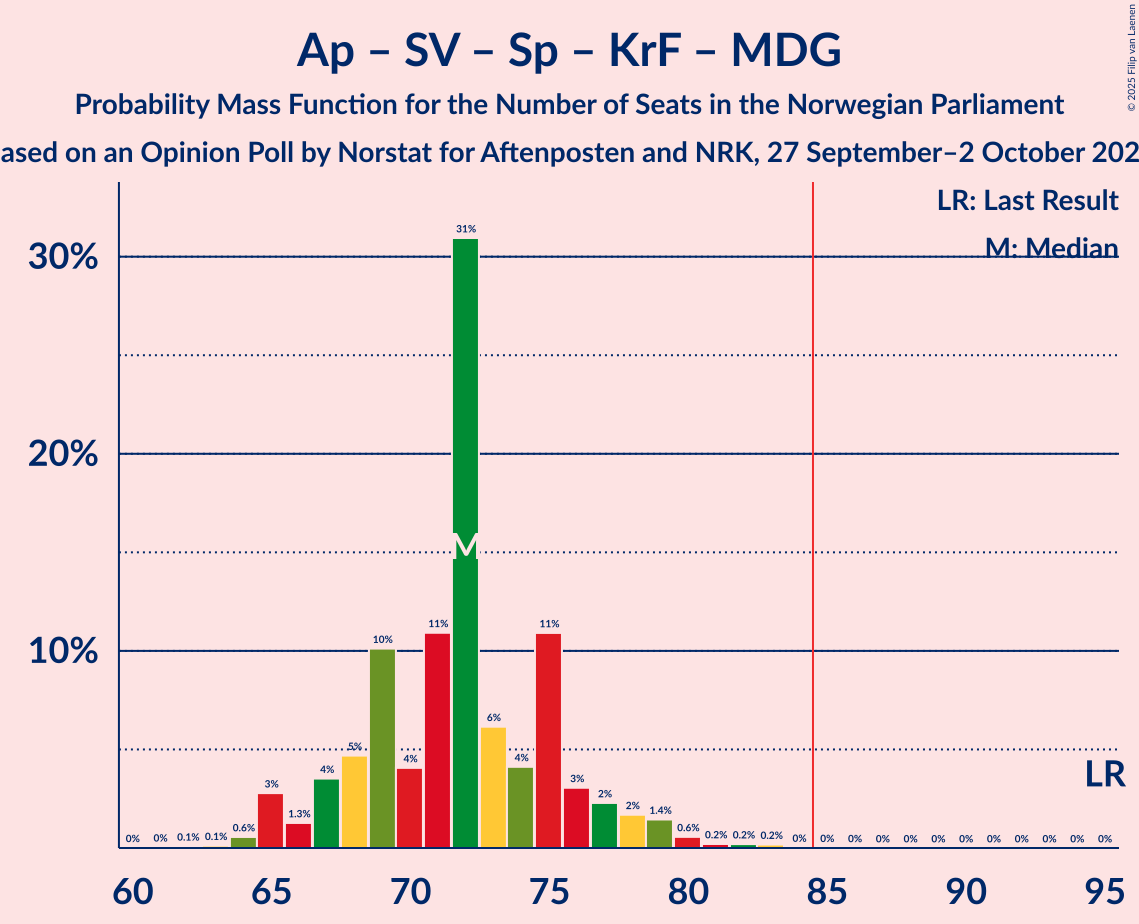 Ap – SV – Sp – KrF – MDG
Probability Mass Function for the Number of Seats in the Norwegian Parliament
ased on an Opinion Poll by Norstat for Aftenposten and NRK, 27 September–2 October 202
© 2025 Filip van Laenen
LR: Last Result
M: Median
30%
20%
10%
0% 0% 0.1% 0.1% 0.6% 3% 1.3% 4% 5% 10% 4% 11% 31% 6% 4% 11% 3% 2% 2% 1.4% 0.6% 0.2% 0.2% 0.2% 0% 0% 0% 0% 0% 0% 0% 0% 0% 0% 0% 0%
M
LR
60 65 70 75 80 85 90 95